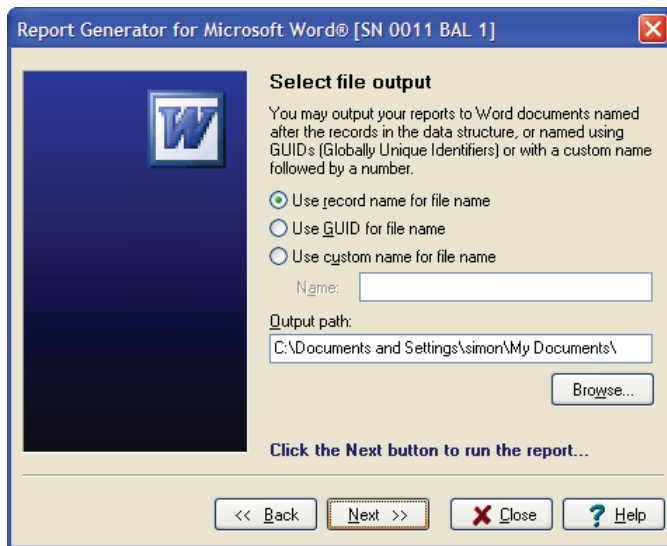 Report Generator for Microsoft Word® [SN 0011 BAL 1]
W
Select file output
You may output your reports to Word documents named
after the records in the data structure, or named using
GUIDs (Globally Unique Identifiers) or with a custom name
followed by a number.
Use record name for file name
Use GUID for file name
Use custom name for file name
Name:
Output path:
C:\Documents and Settings\simon\My Documents\
Browse...
Click the Next button to run the report...
<< Back Next >> Close Help